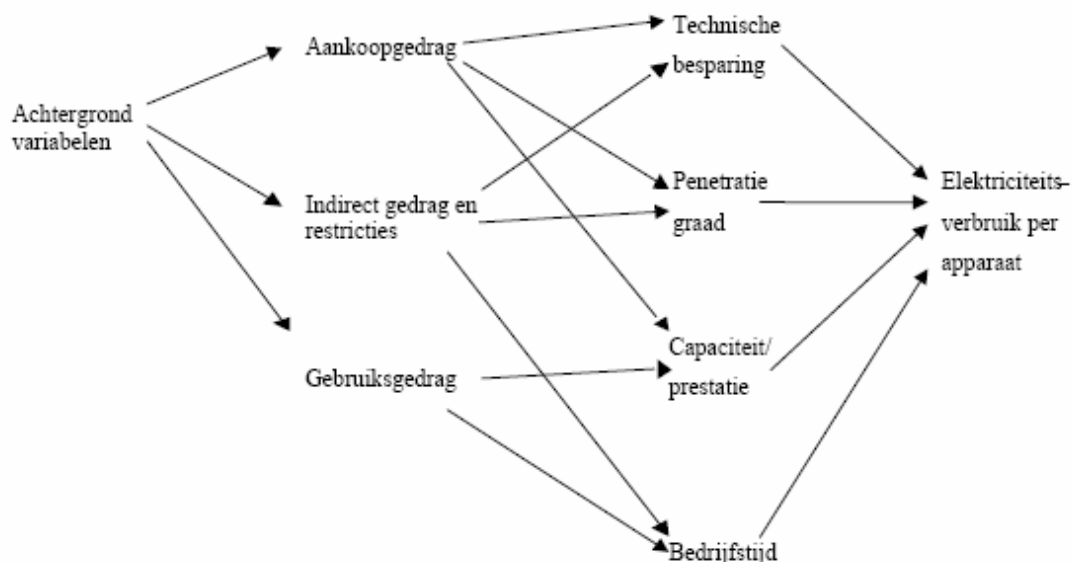 Achtergrond
variabelen
Aankoopgedrag
Indirect gedrag en
restricties
Gebruiksgedrag
Technische
besparing
Penetratie
graad
Capaciteit/
prestatie
Bedrijfstijd
Elektriciteits–
verbruik per
apparaat